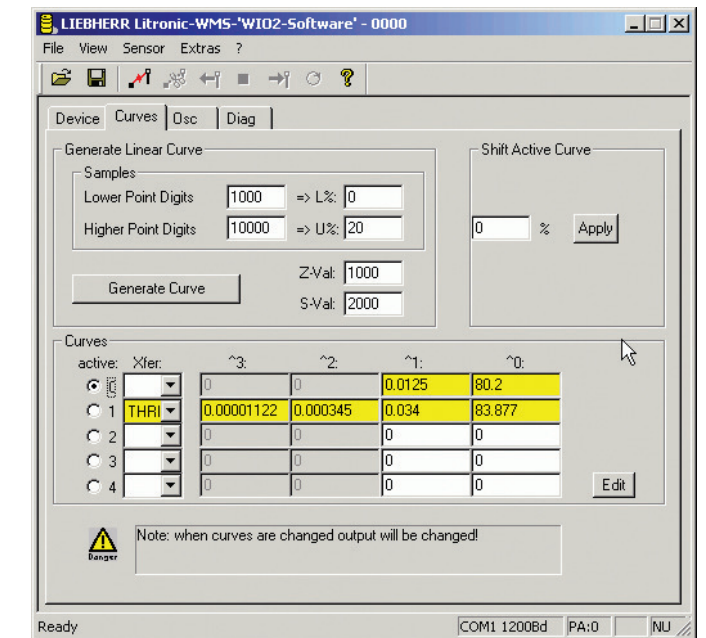 LIEBHERR Litronic-WMS-'WIO2-Software' - 0000
File View Sensor Extras ?
Device Curves Osc Diag
Generate Linear Curve
Shift Active Curve
Samples
Lower Point Digits 1000 => L%: 0
Higher Point Digits 10000 => U%: 20
0 % Apply
Z-Val: 1000
Generate Curve
S-Val: 2000
Curves
active: Xfer: ^3: ^2: ^1: ^0:
0 0 0.0125 80.2
1 THRI 0.00001122 0.000345 0.034 83.877
2 0 0 0 0
3 0 0 0 0
4 0 0 0 0 Edit
Danger
Note: when curves are changed output will be changed!
Ready COM1 1200Bd PA:0 NU